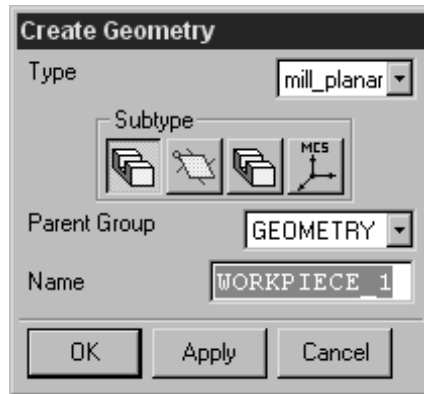 Create Geometry
Type mill_planar
Subtype
MCS
Parent Group GEOMETRY
Name WORKPIECE_1
OK Apply Cancel